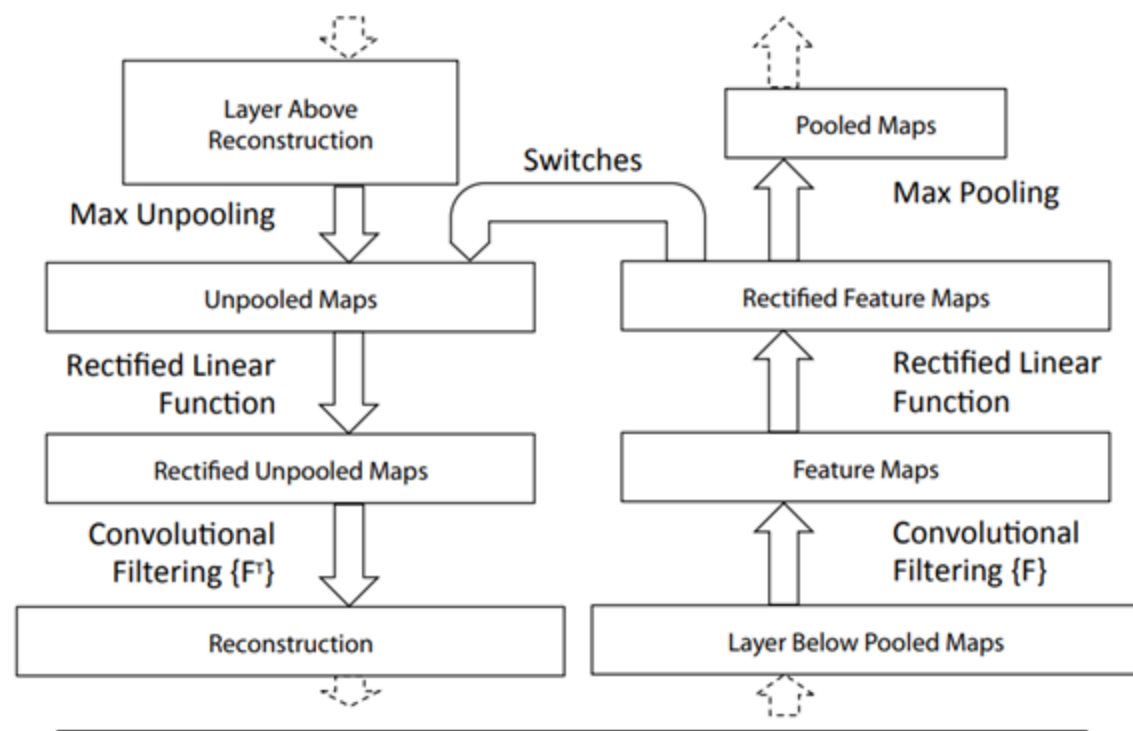 Layer Above
Reconstruction
Pooled Maps
Switches
Max Unpooling
Max Pooling
Unpooled Maps
Rectified Feature Maps
Rectified Linear
Function
Rectified Linear
Function
Rectified Unpooled Maps
Feature Maps
Convolutional
Filtering {Fᵀ}
Convolutional
Filtering {F}
Reconstruction
Layer Below Pooled Maps